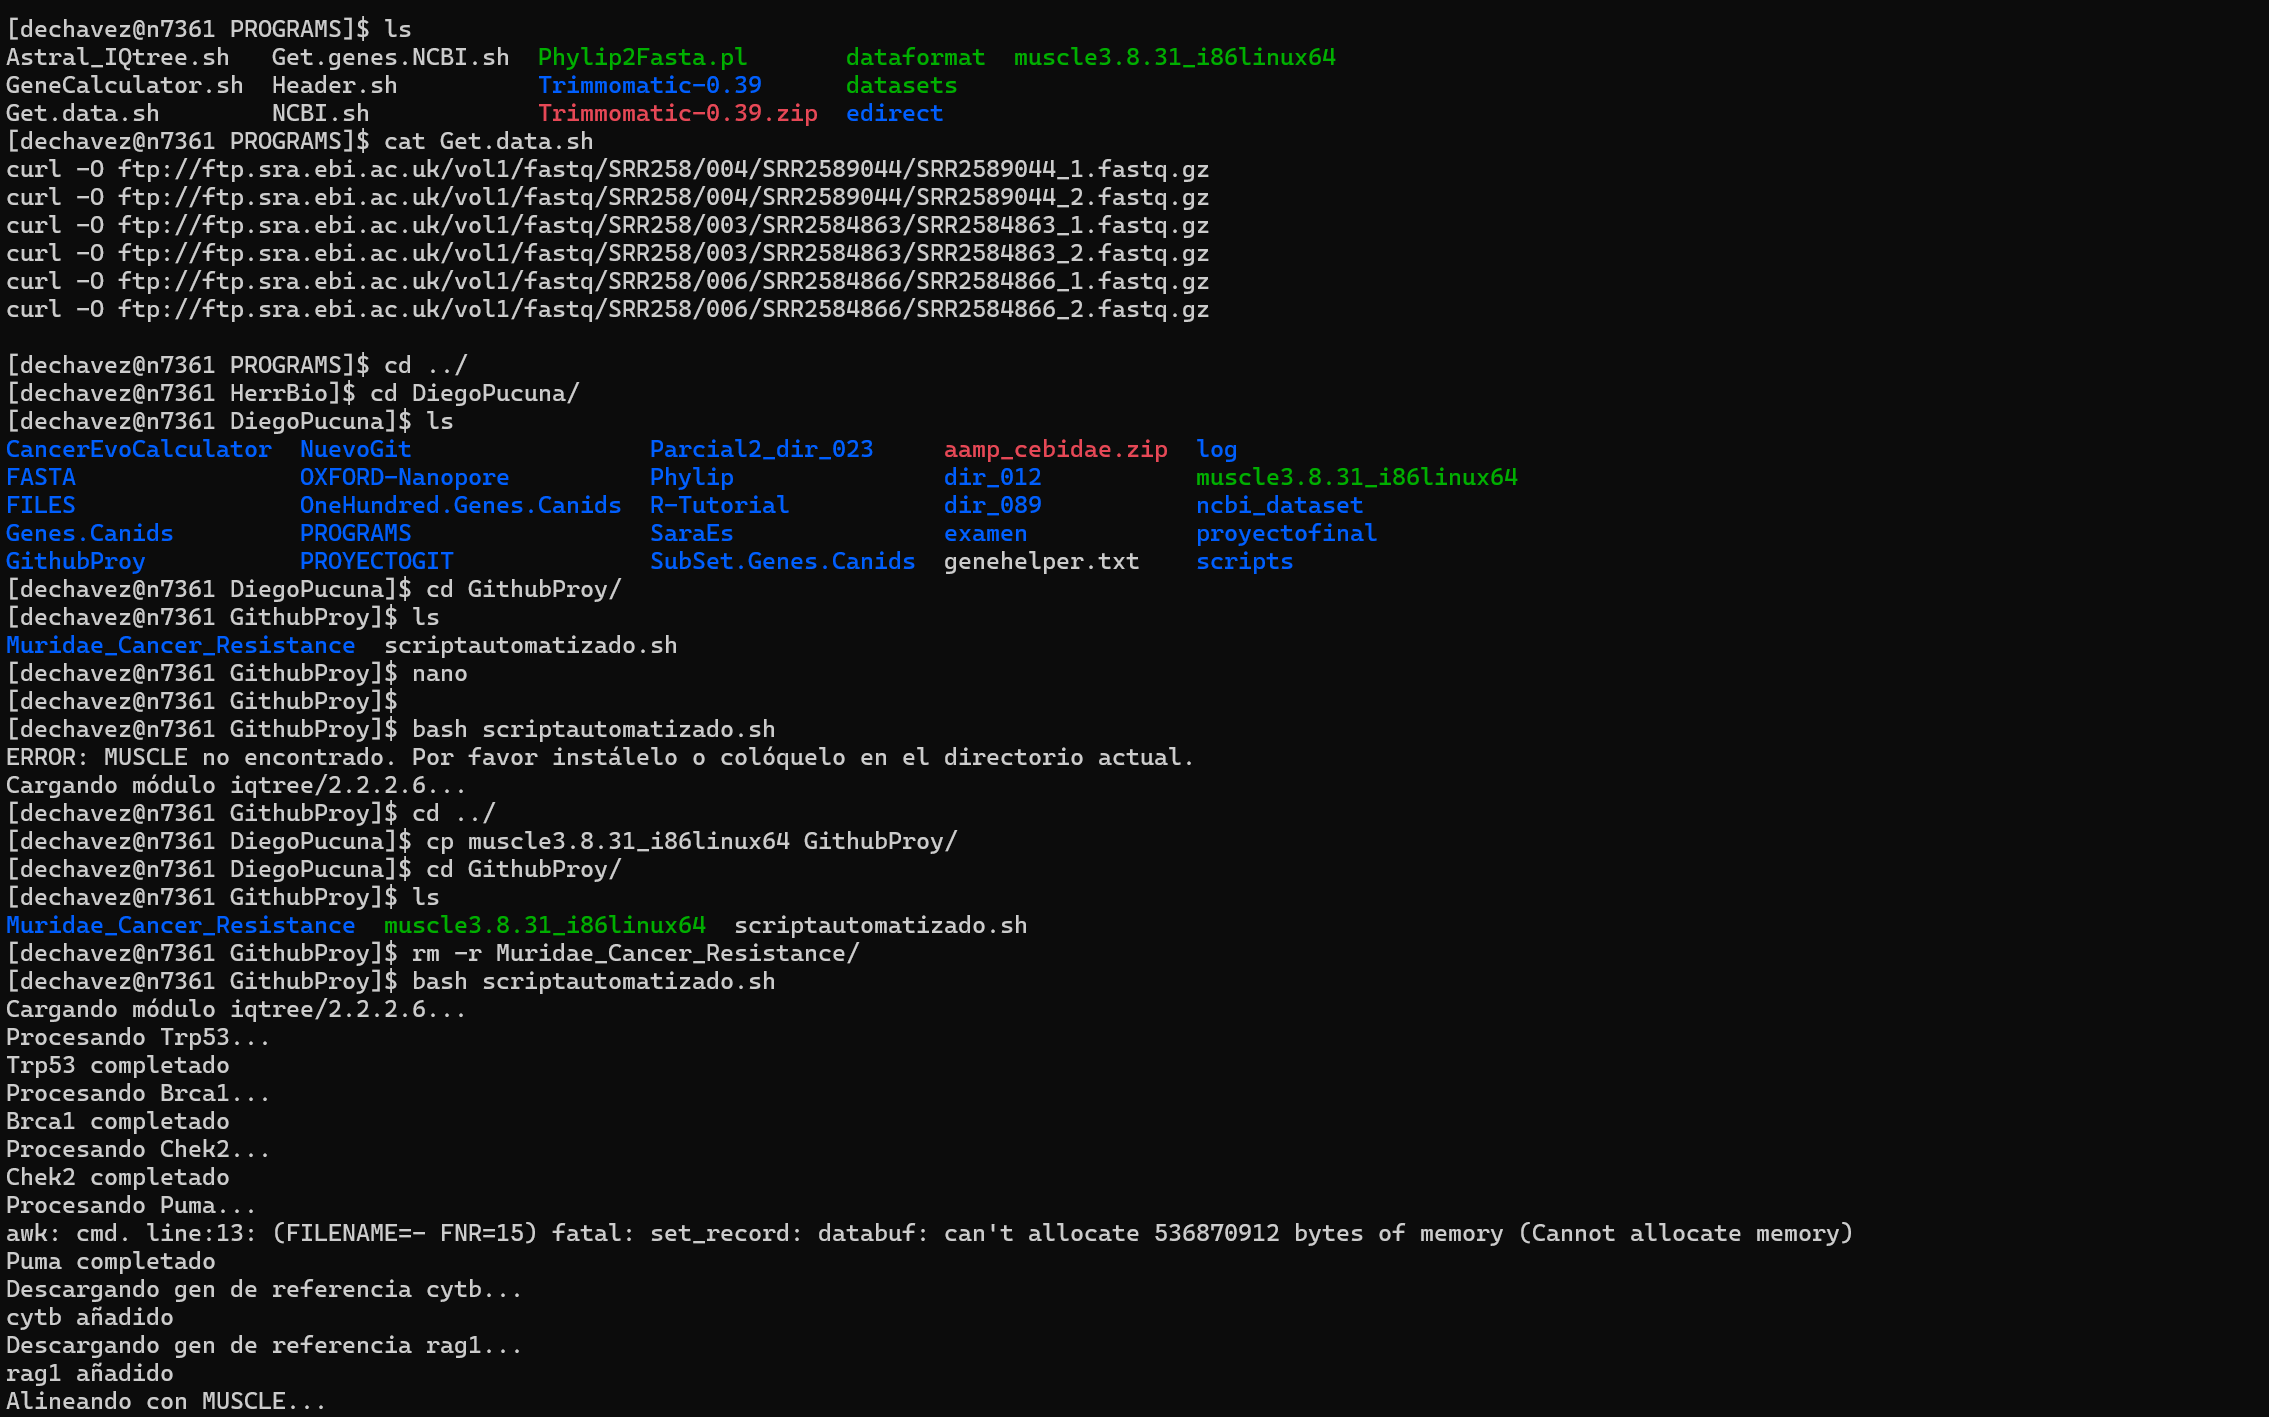 [dechavez@n7361 PROGRAMS]$ ls
Astral_IQtree.sh   Get.genes.NCBI.sh  Phylip2Fasta.pl       dataformat  muscle3.8.31_i86linux64
GeneCalculator.sh  Header.sh          Trimmomatic-0.39      datasets
Get.data.sh        NCBI.sh            Trimmomatic-0.39.zip  edirect
[dechavez@n7361 PROGRAMS]$ cat Get.data.sh
curl -O ftp://ftp.sra.ebi.ac.uk/vol1/fastq/SRR258/004/SRR2589044/SRR2589044_1.fastq.gz
curl -O ftp://ftp.sra.ebi.ac.uk/vol1/fastq/SRR258/004/SRR2589044/SRR2589044_2.fastq.gz
curl -O ftp://ftp.sra.ebi.ac.uk/vol1/fastq/SRR258/003/SRR2584863/SRR2584863_1.fastq.gz
curl -O ftp://ftp.sra.ebi.ac.uk/vol1/fastq/SRR258/003/SRR2584863/SRR2584863_2.fastq.gz
curl -O ftp://ftp.sra.ebi.ac.uk/vol1/fastq/SRR258/006/SRR2584866/SRR2584866_1.fastq.gz
curl -O ftp://ftp.sra.ebi.ac.uk/vol1/fastq/SRR258/006/SRR2584866/SRR2584866_2.fastq.gz

[dechavez@n7361 PROGRAMS]$ cd ../
[dechavez@n7361 HerrBio]$ cd DiegoPucuna/
[dechavez@n7361 DiegoPucuna]$ ls
CancerEvoCalculator  NuevoGit                 Parcial2_dir_023     aamp_cebidae.zip  log
FASTA                OXFORD-Nanopore          Phylip               dir_012           muscle3.8.31_i86linux64
FILES                OneHundred.Genes.Canids  R-Tutorial           dir_089           ncbi_dataset
Genes.Canids         PROGRAMS                 SaraEs               examen            proyectofinal
GithubProy           PROYECTOGIT              SubSet.Genes.Canids  genehelper.txt    scripts
[dechavez@n7361 DiegoPucuna]$ cd GithubProy/
[dechavez@n7361 GithubProy]$ ls
Muridae_Cancer_Resistance  scriptautomatizado.sh
[dechavez@n7361 GithubProy]$ nano
[dechavez@n7361 GithubProy]$
[dechavez@n7361 GithubProy]$ bash scriptautomatizado.sh
ERROR: MUSCLE no encontrado. Por favor instálelo o colóquelo en el directorio actual.
Cargando módulo iqtree/2.2.2.6...
[dechavez@n7361 GithubProy]$ cd ../
[dechavez@n7361 DiegoPucuna]$ cp muscle3.8.31_i86linux64 GithubProy/
[dechavez@n7361 DiegoPucuna]$ cd GithubProy/
[dechavez@n7361 GithubProy]$ ls
Muridae_Cancer_Resistance  muscle3.8.31_i86linux64  scriptautomatizado.sh
[dechavez@n7361 GithubProy]$ rm -r Muridae_Cancer_Resistance/
[dechavez@n7361 GithubProy]$ bash scriptautomatizado.sh
Cargando módulo iqtree/2.2.2.6...
Procesando Trp53...
Trp53 completado
Procesando Brca1...
Brca1 completado
Procesando Chek2...
Chek2 completado
Procesando Puma...
awk: cmd. line:13: (FILENAME=- FNR=15) fatal: set_record: databuf: can't allocate 536870912 bytes of memory (Cannot allocate memory)
Puma completado
Descargando gen de referencia cytb...
cytb añadido
Descargando gen de referencia rag1...
rag1 añadido
Alineando con MUSCLE...